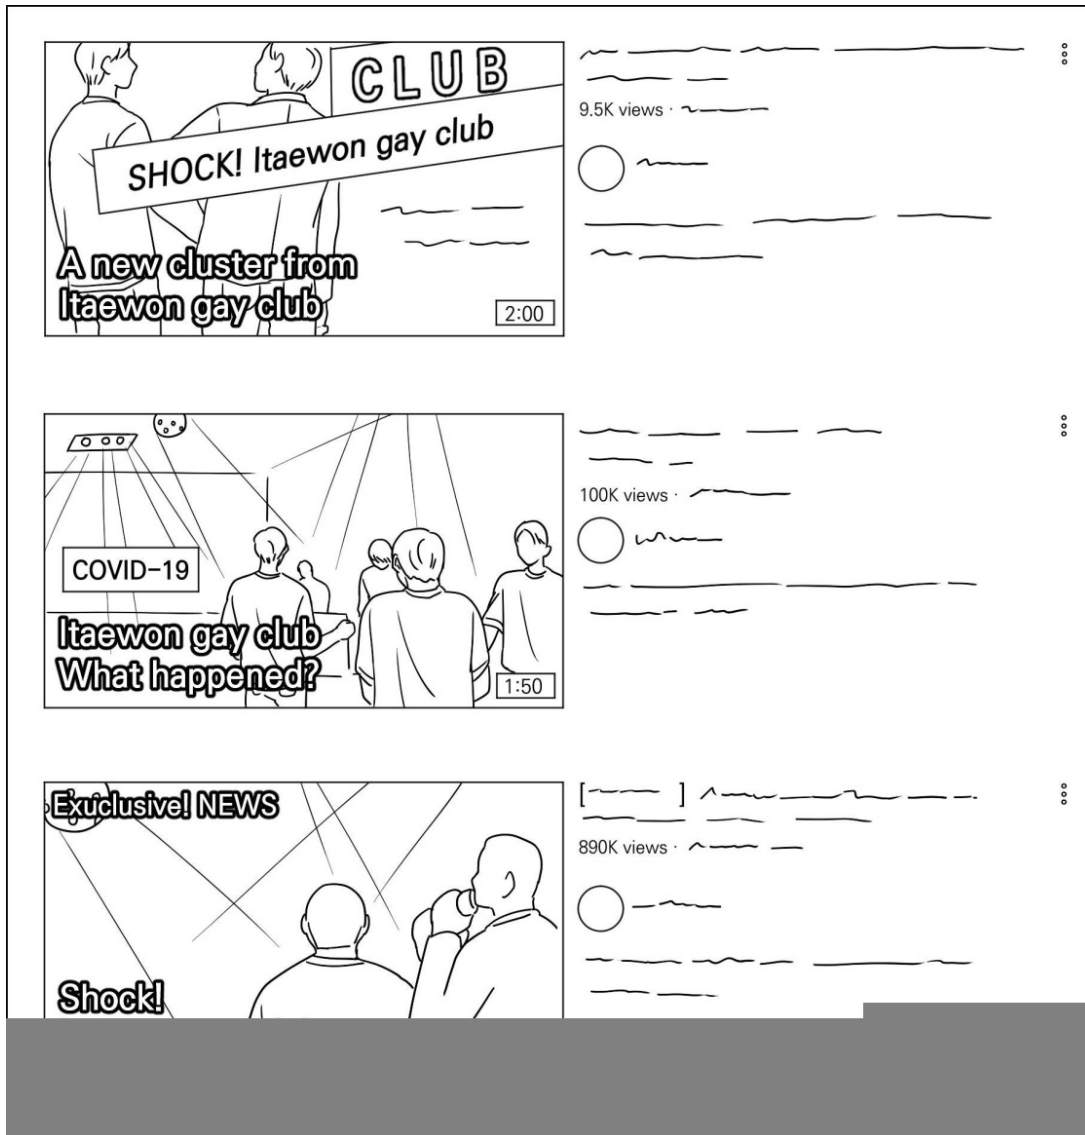 CLUB
SHOCK! Itaewon gay club
A new cluster from
Itaewon gay club
2:00
9.5K views ·
COVID-19
Itaewon gay club
What happened?
1:50
100K views ·
Exuclusive! NEWS
Shock!
[ ]
890K views ·